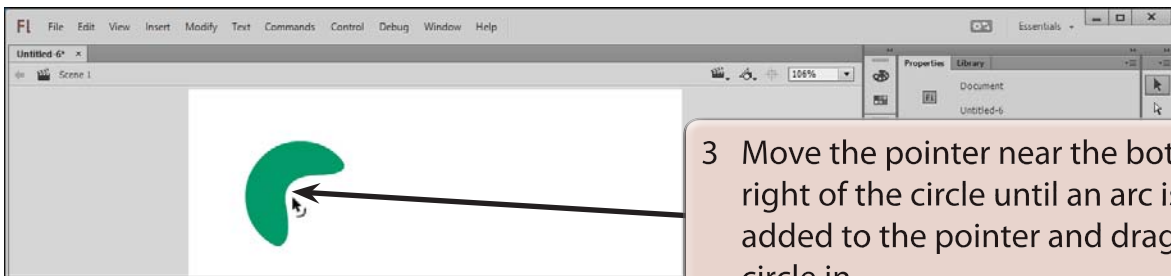 Fl File Edit View Insert Modify Text Commands Control Debug Window Help
Essentials
Untitled-6* ×
Scene 1
106%
Properties Library
Document
Untitled-6
3 Move the pointer near the bot
right of the circle until an arc is
added to the pointer and drag
circle in